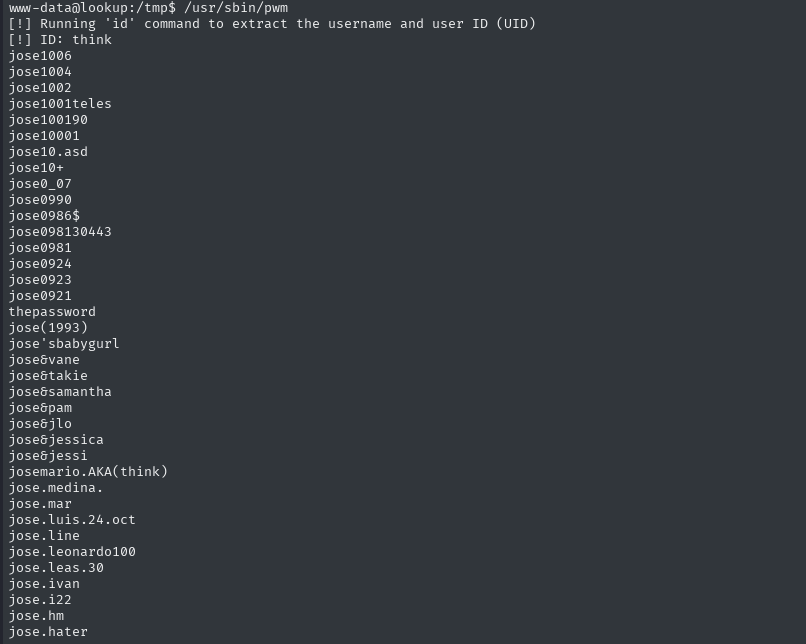 www-data@lookup:/tmp$ /usr/sbin/pwm
[!] Running 'id' command to extract the username and user ID (UID)
[!] ID: think
jose1006
jose1004
jose1002
jose1001teles
jose100190
jose10001
jose10.asd
jose10+
jose0_07
jose0990
jose0986$
jose098130443
jose0981
jose0924
jose0923
jose0921
thepassword
jose(1993)
jose'sbabygurl
jose&vane
jose&takie
jose&samantha
jose&pam
jose&jlo
jose&jessica
jose&jessi
josemario.AKA(think)
jose.medina.
jose.mar
jose.luis.24.oct
jose.line
jose.leonardo100
jose.leas.30
jose.ivan
jose.i22
jose.hm
jose.hater